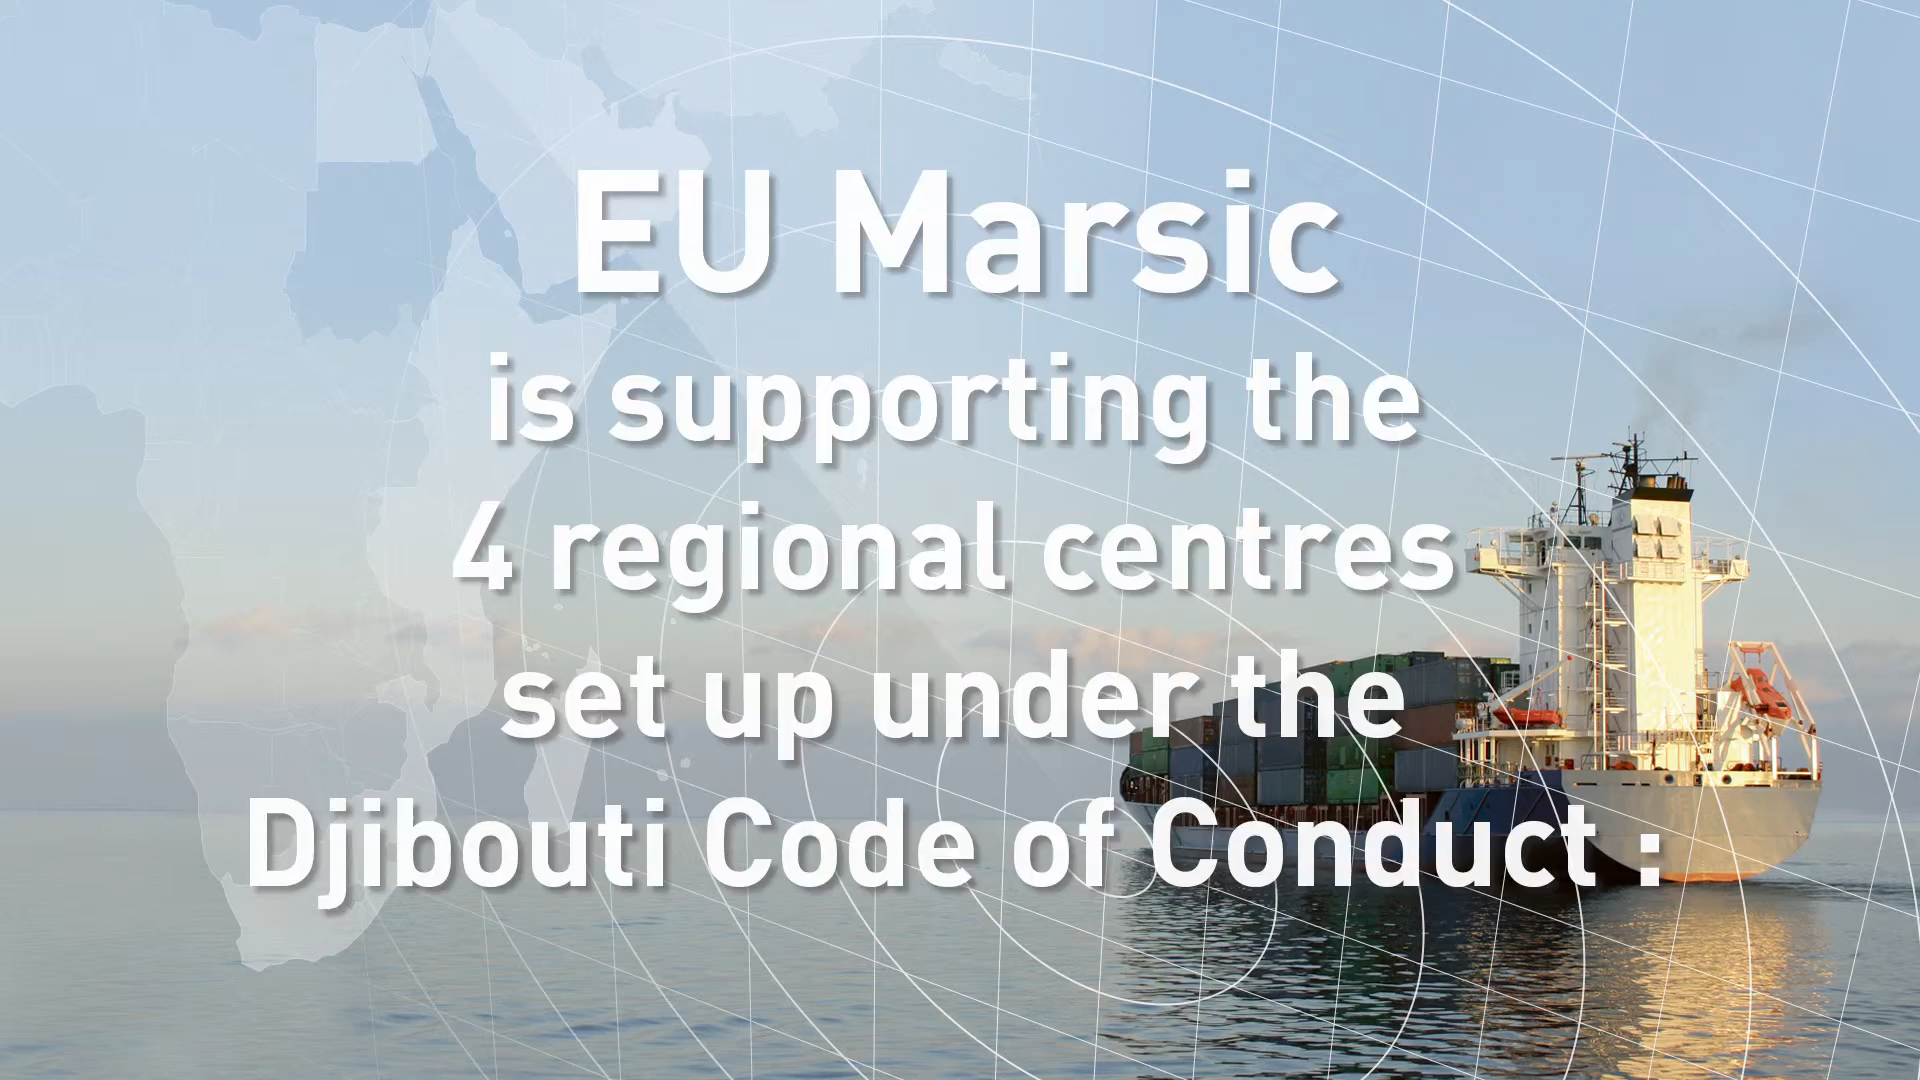 EU Marsic
is supporting the
4 regional centres
set up under the
Djibouti Code of Conduct :